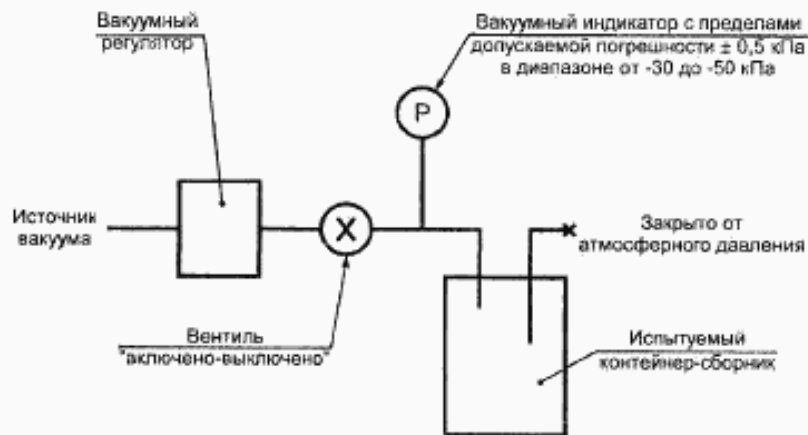 Вакуумный
регулятор
Вакуумный индикатор с пределами
допускаемой погрешности ± 0,5 кПа
в диапазоне от -30 до -50 кПа
P
Источник
вакуума
X
Закрыто от
атмосферного давления
Вентиль
"включено-выключено"
Испытуемый
контейнер-сборник